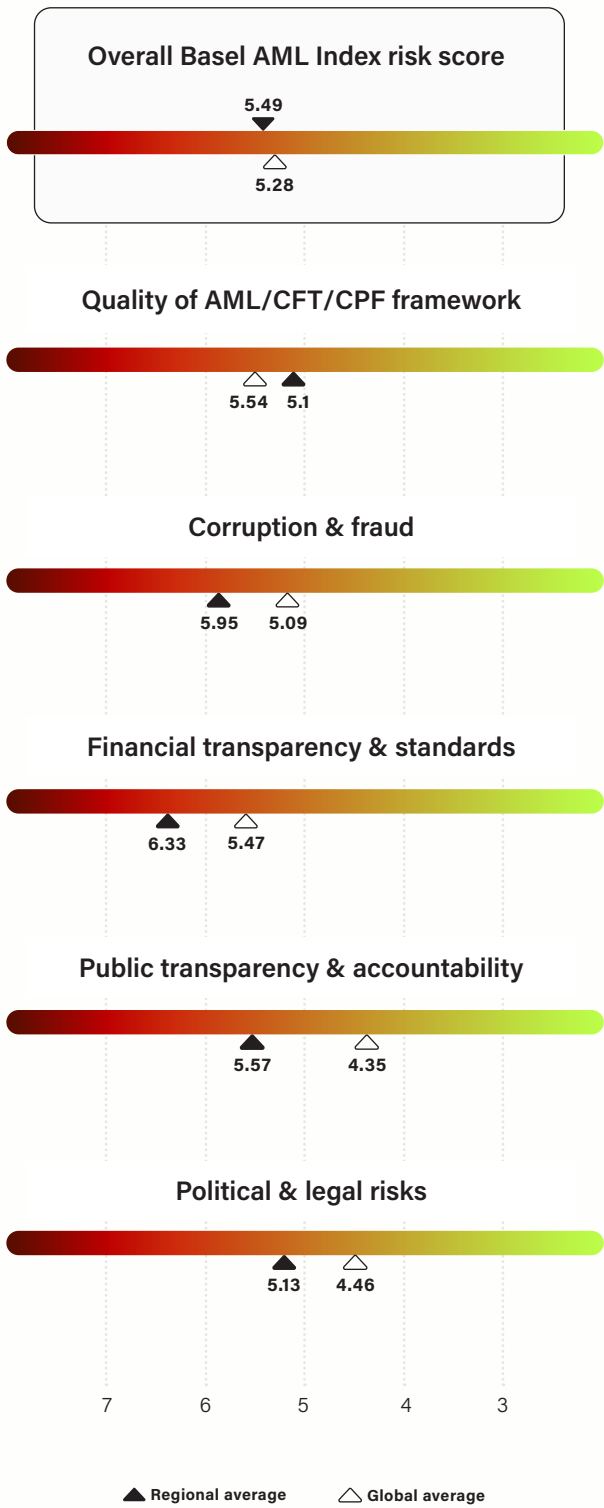 Overall Basel AML Index risk score
5.49
5.28
Quality of AML/CFT/CPF framework
5.54 5.1
Corruption & fraud
5.95 5.09
Financial transparency & standards
6.33 5.47
Public transparency & accountability
5.57 4.35
Political & legal risks
5.13 4.46
7 6 5 4 3
Regional average Global average